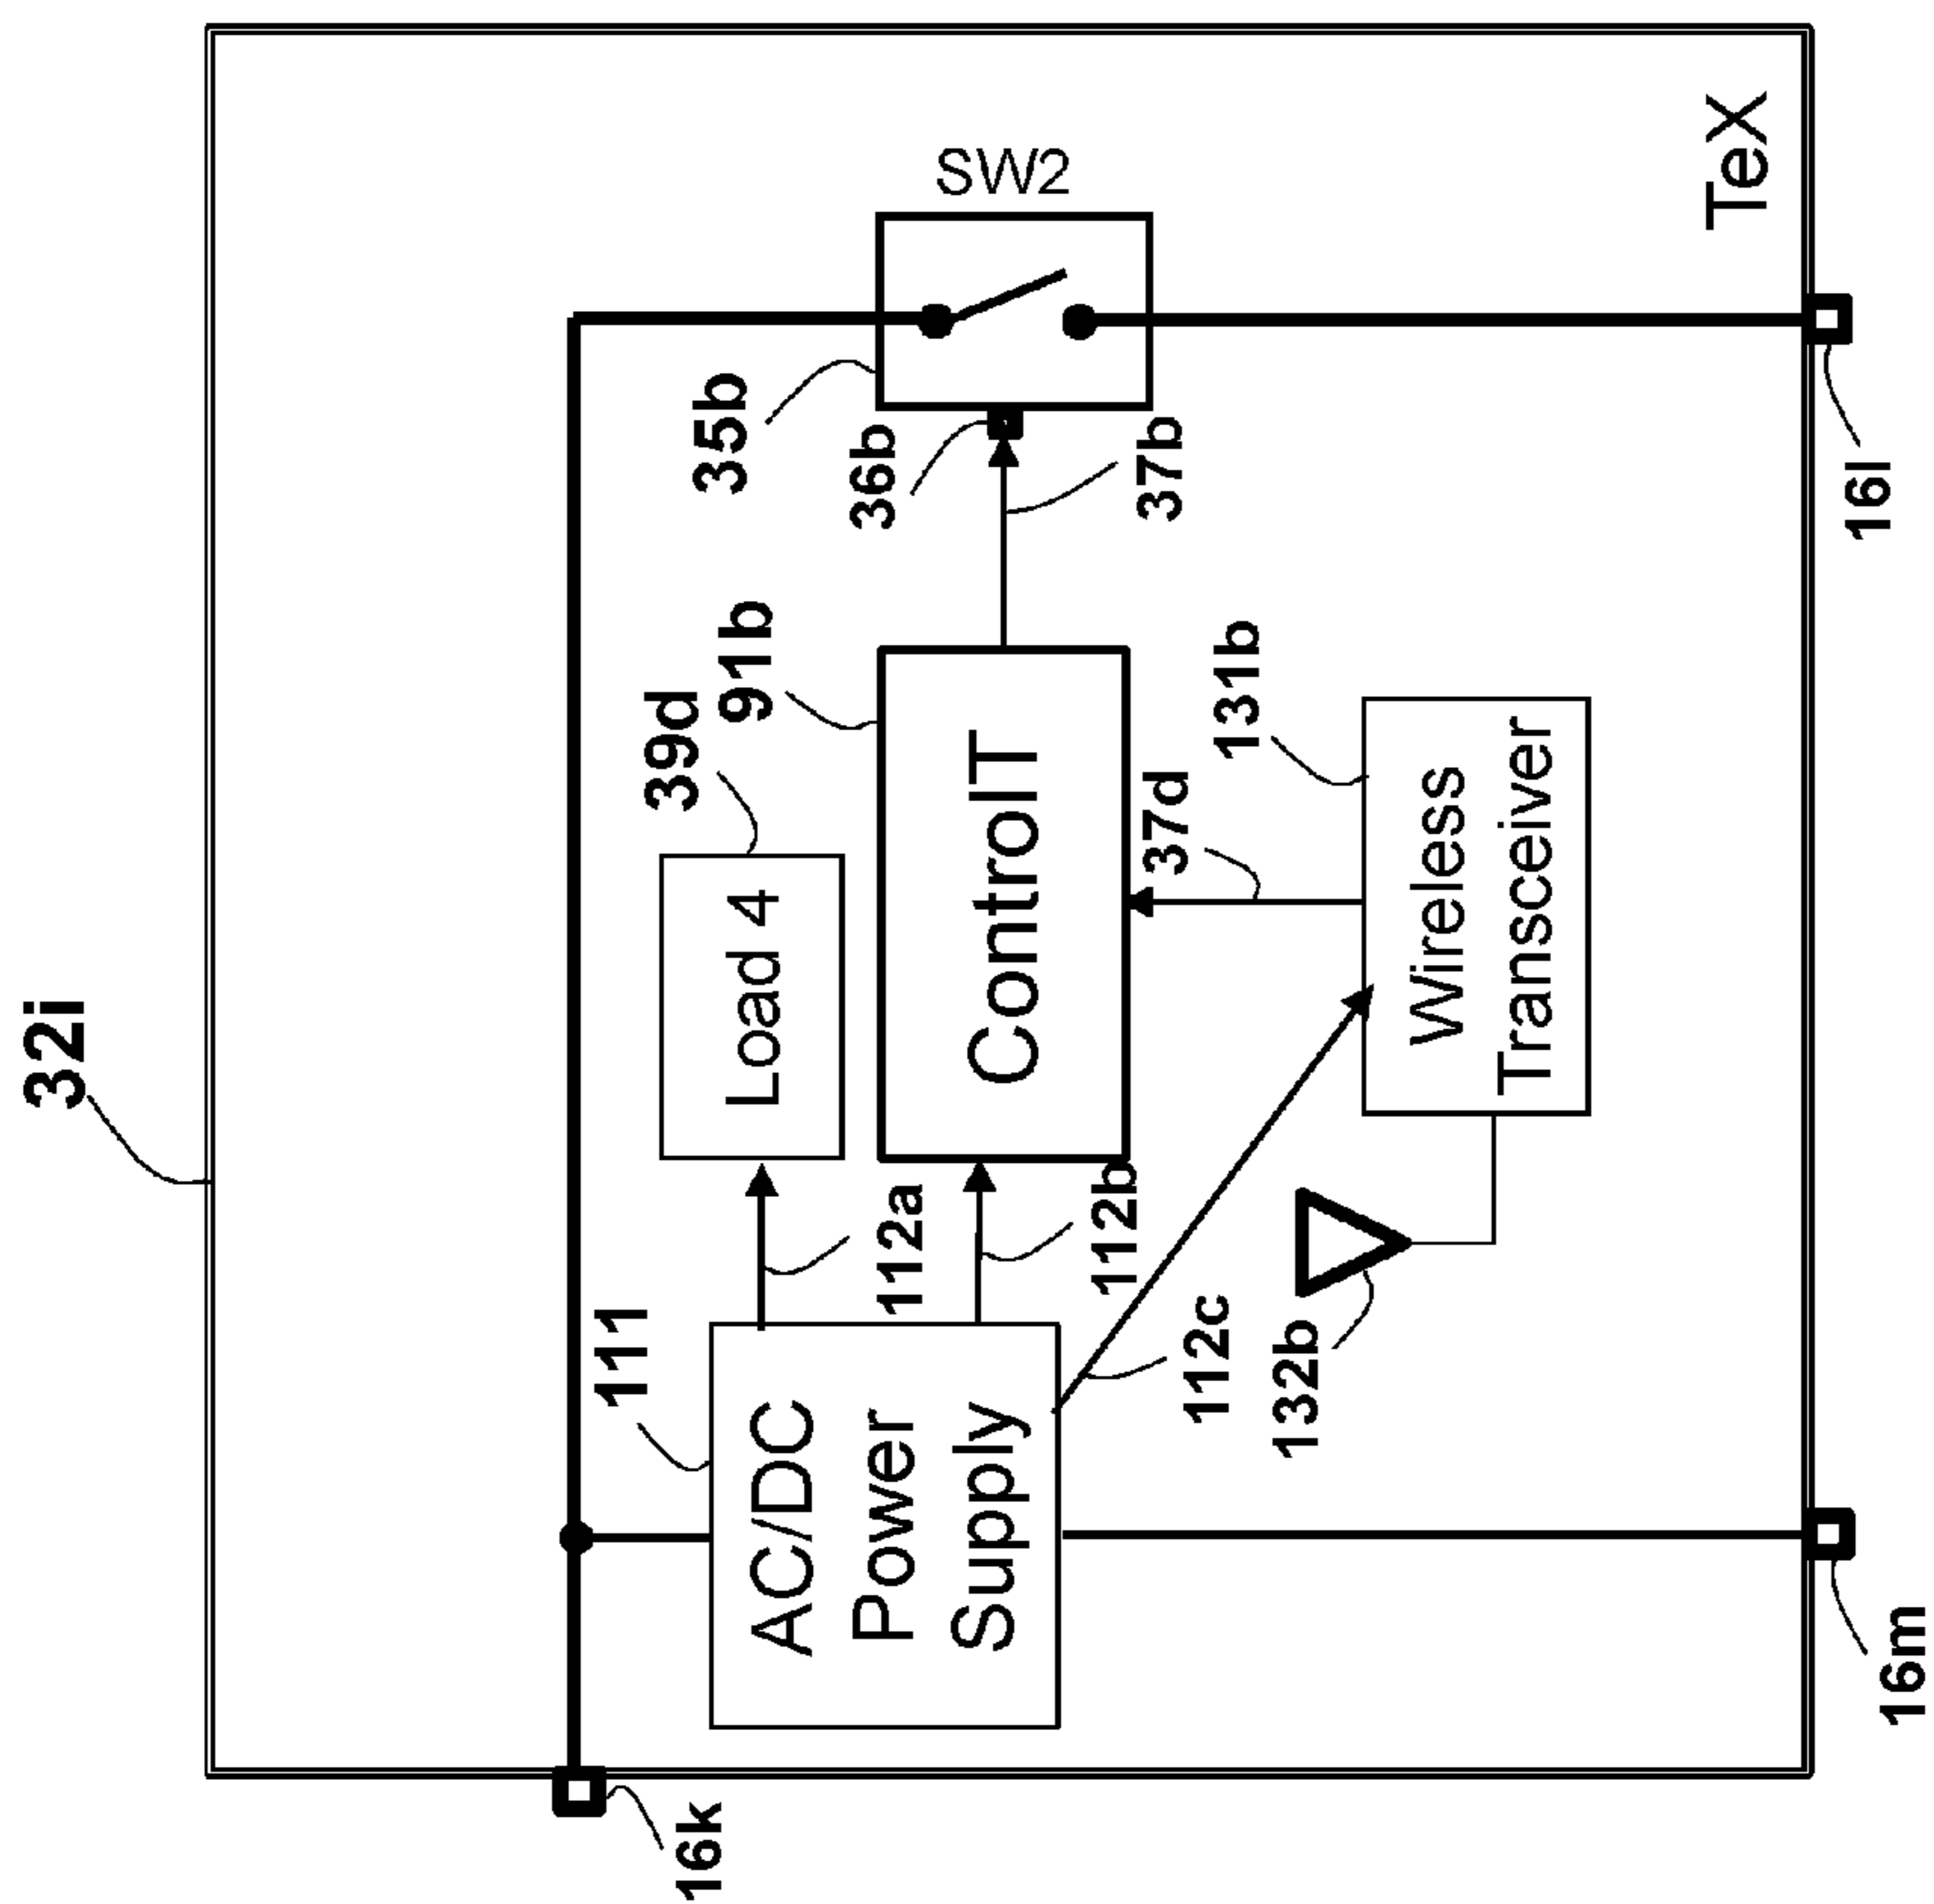 32i
TeX
SW2
35b
36b
37b
16l
91b
39d
131b
37d
Load 4
ControlT
Wireless
Transceiver
112a
112b
111
112c
132b
AC/DC
Power
Supply
16m
16k